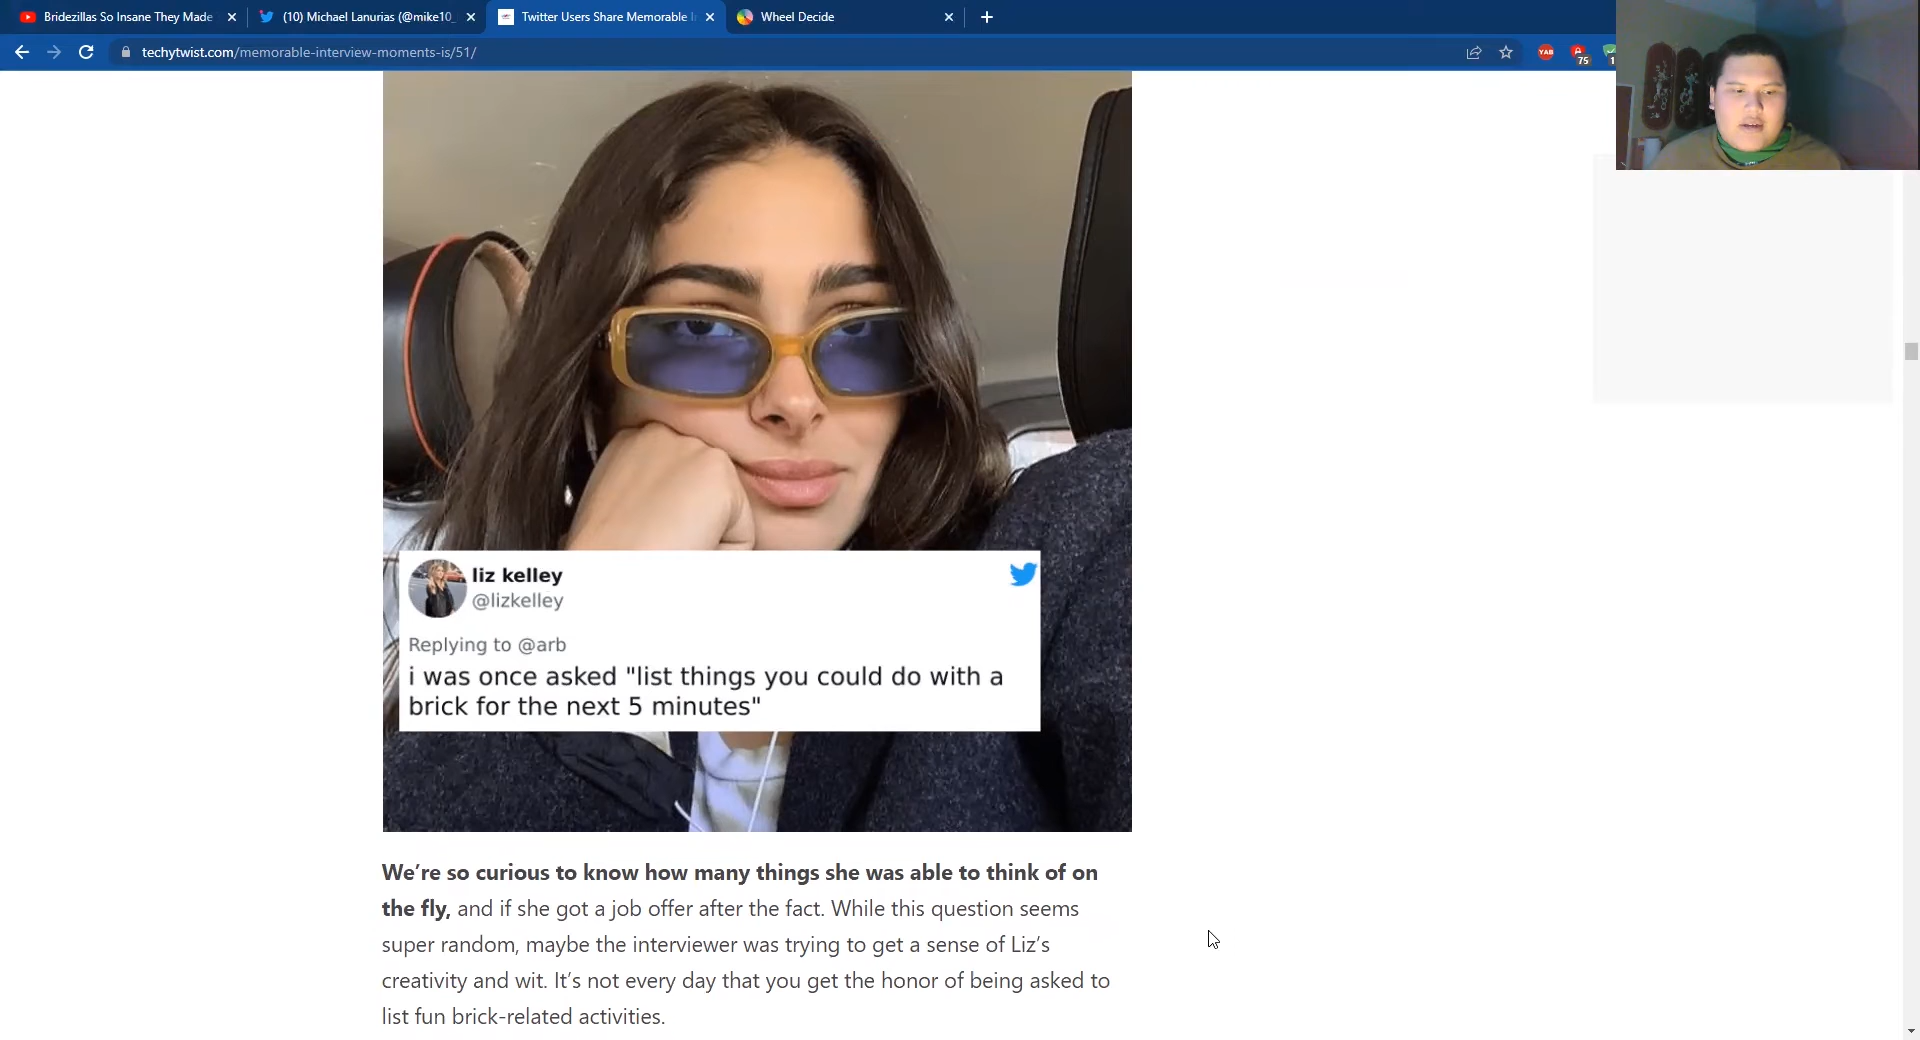 Bridezillas So Insane They Made
(10) Michael Lanurias (@mike10_
Twitter Users Share Memorable I
Wheel Decide
techytwist.com/memorable-interview-moments-is/51/
YAB
75
1
liz kelley
@lizkelley
Replying to @arb
i was once asked "list things you could do with a
brick for the next 5 minutes"
We’re so curious to know how many things she was able to think of on
the fly, and if she got a job offer after the fact. While this question seems
super random, maybe the interviewer was trying to get a sense of Liz’s
creativity and wit. It’s not every day that you get the honor of being asked to
list fun brick-related activities.